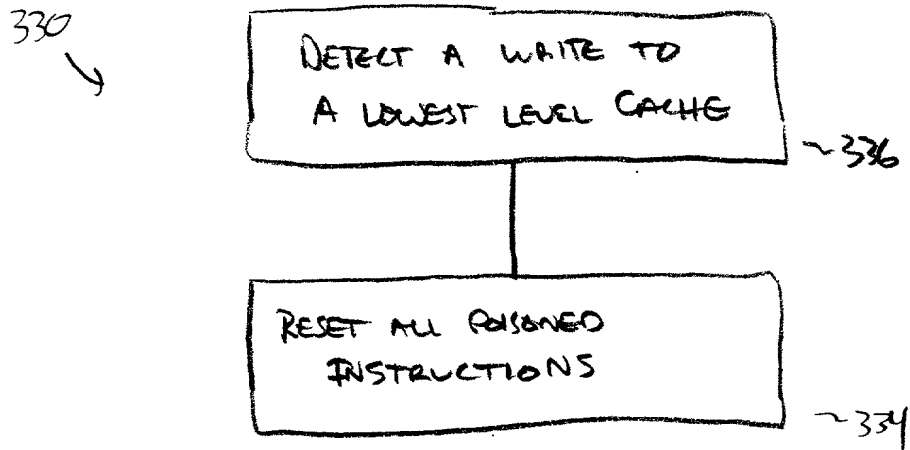 330
DETECT A WRITE TO
A LOWEST LEVEL CACHE
~336
RESET ALL POISONED
INSTRUCTIONS
~334